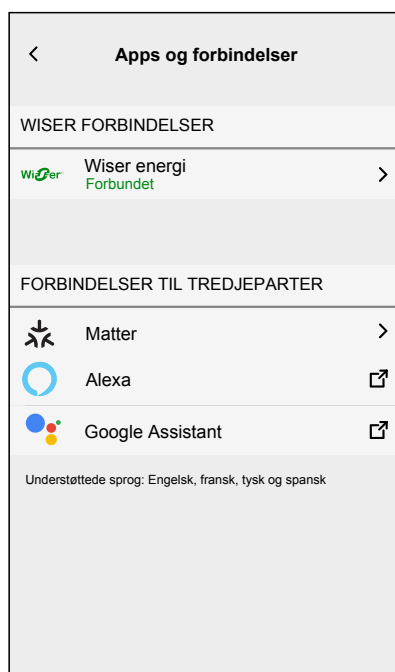 Apps og forbindelser
WISER FORBINDELSER
Wiser
Wiser energi
Forbundet
FORBINDELSER TIL TREDJEPARTER
Matter
Alexa
Google Assistant
Understøttede sprog: Engelsk, fransk, tysk og spansk